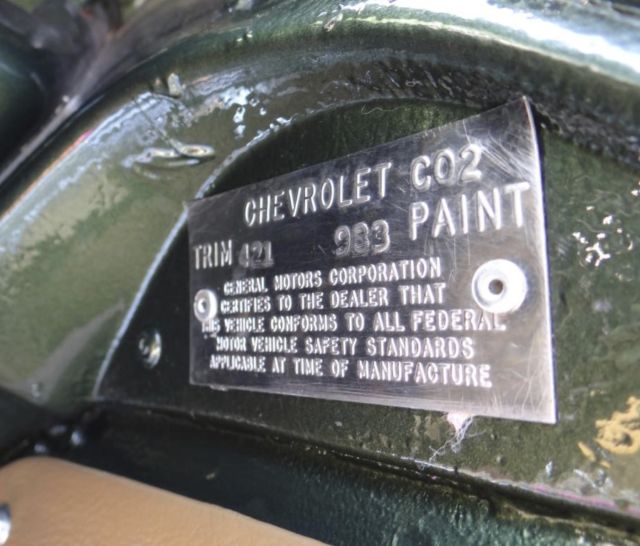 CHEVROLET C02
TRIM 421 983 PAINT
GENERAL MOTORS CORPORATION
CERTIFIES TO THE DEALER THAT
THIS VEHICLE CONFORMS TO ALL FEDERAL
MOTOR VEHICLE SAFETY STANDARDS
APPLICABLE AT TIME OF MANUFACTURE